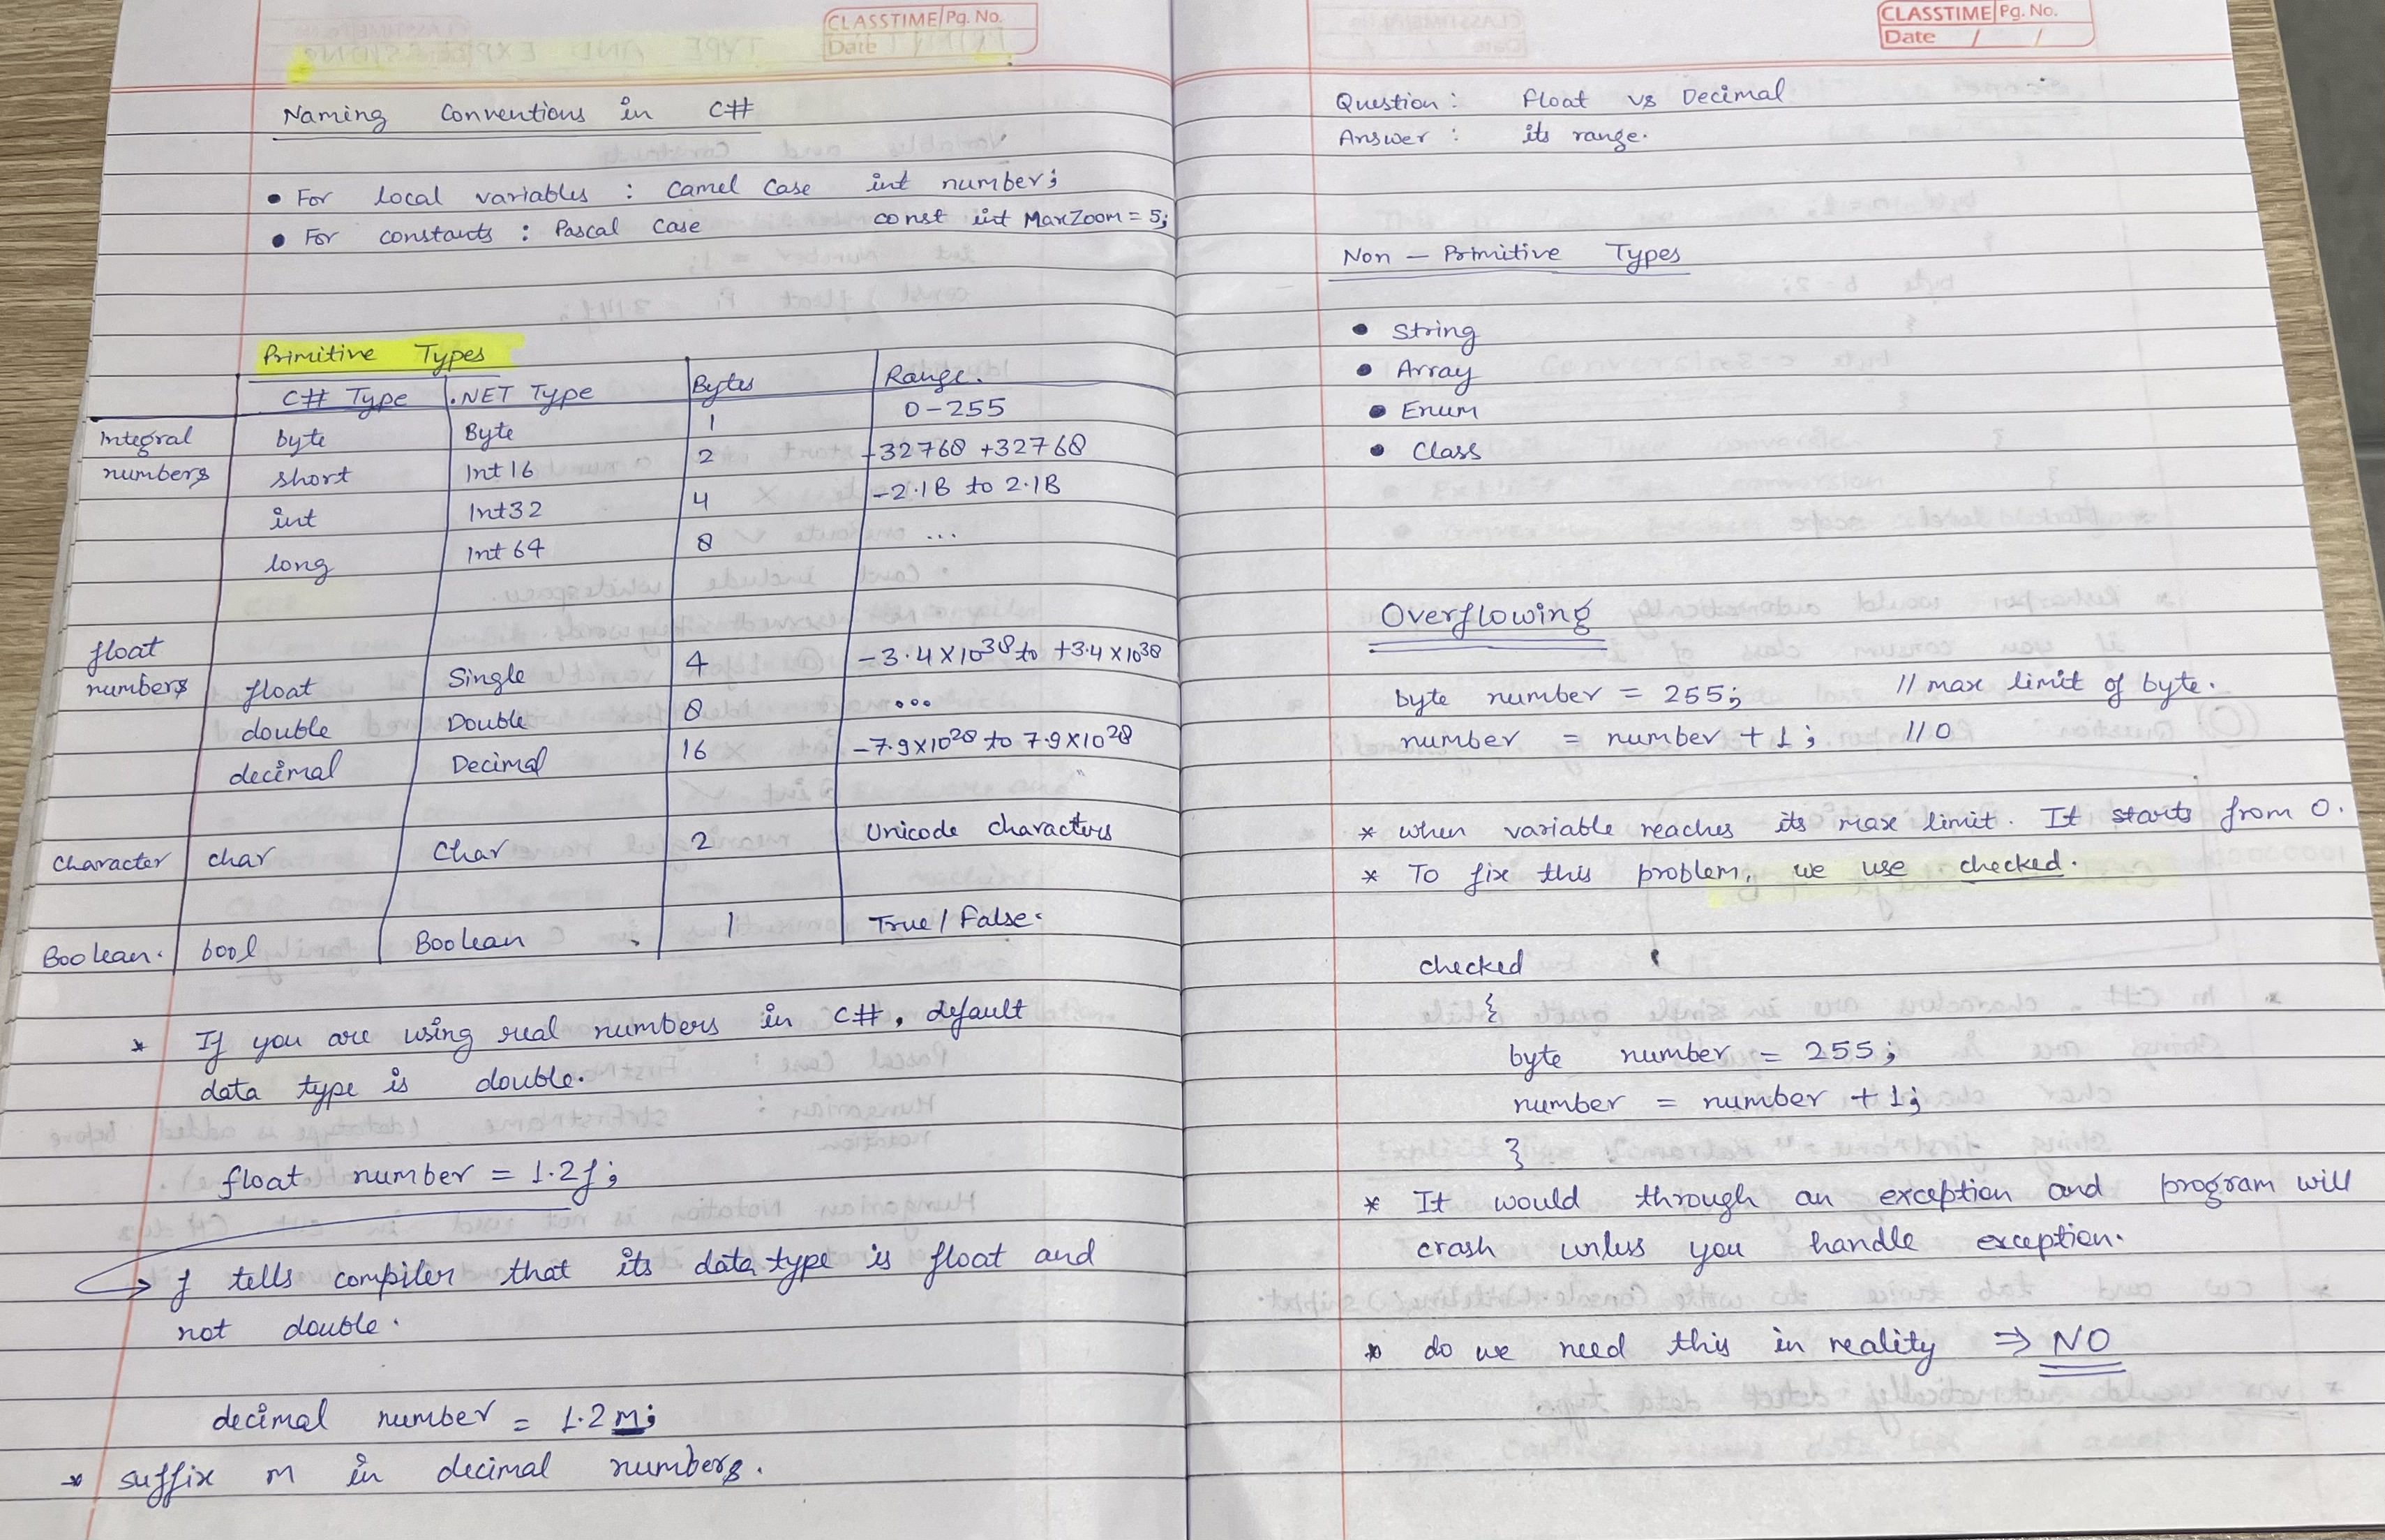 CLASSTIME Pg. No.
Date
Naming Conventions in C#
• For local variables : Camel Case int number;
• For constants : Pascal Case const int MaxZoom = 5;
Primitive Types
C# Type .NET Type Bytes Range.
Integral numbers
byte Byte 1 0-255
short Int16 2 -32768 +32768
int Int32 4 -2.1B to 2.1B
long Int64 8 ...
float numbers
float Single 4 -3.4×10^38 to +3.4×10^38
double Double 8 ...
decimal Decimal 16 -7.9×10^28 to 7.9×10^28
Character char Char 2 Unicode characters
Boolean. bool Boolean 1 True / False.
* If you are using real numbers in C#, default
data type is double.
float number = 1.2f;
→ f tells compiler that its data type is float and
not double.
decimal number = 1.2m;
* suffix m in decimal numbers.
CLASSTIME Pg. No.
Date / /
Question : Float vs Decimal
Answer : its range.
Non - Primitive Types
• String
• Array
• Enum
• Class
Overflowing
byte number = 255; // max limit of byte.
number = number + 1; // 0
* when variable reaches its max limit. It starts from 0.
* To fix this problem, we use checked.
checked
{
byte number = 255;
number = number + 1;
}
* It would through an exception and program will
crash unless you handle exception.
* do we need this in reality ⇒ NO